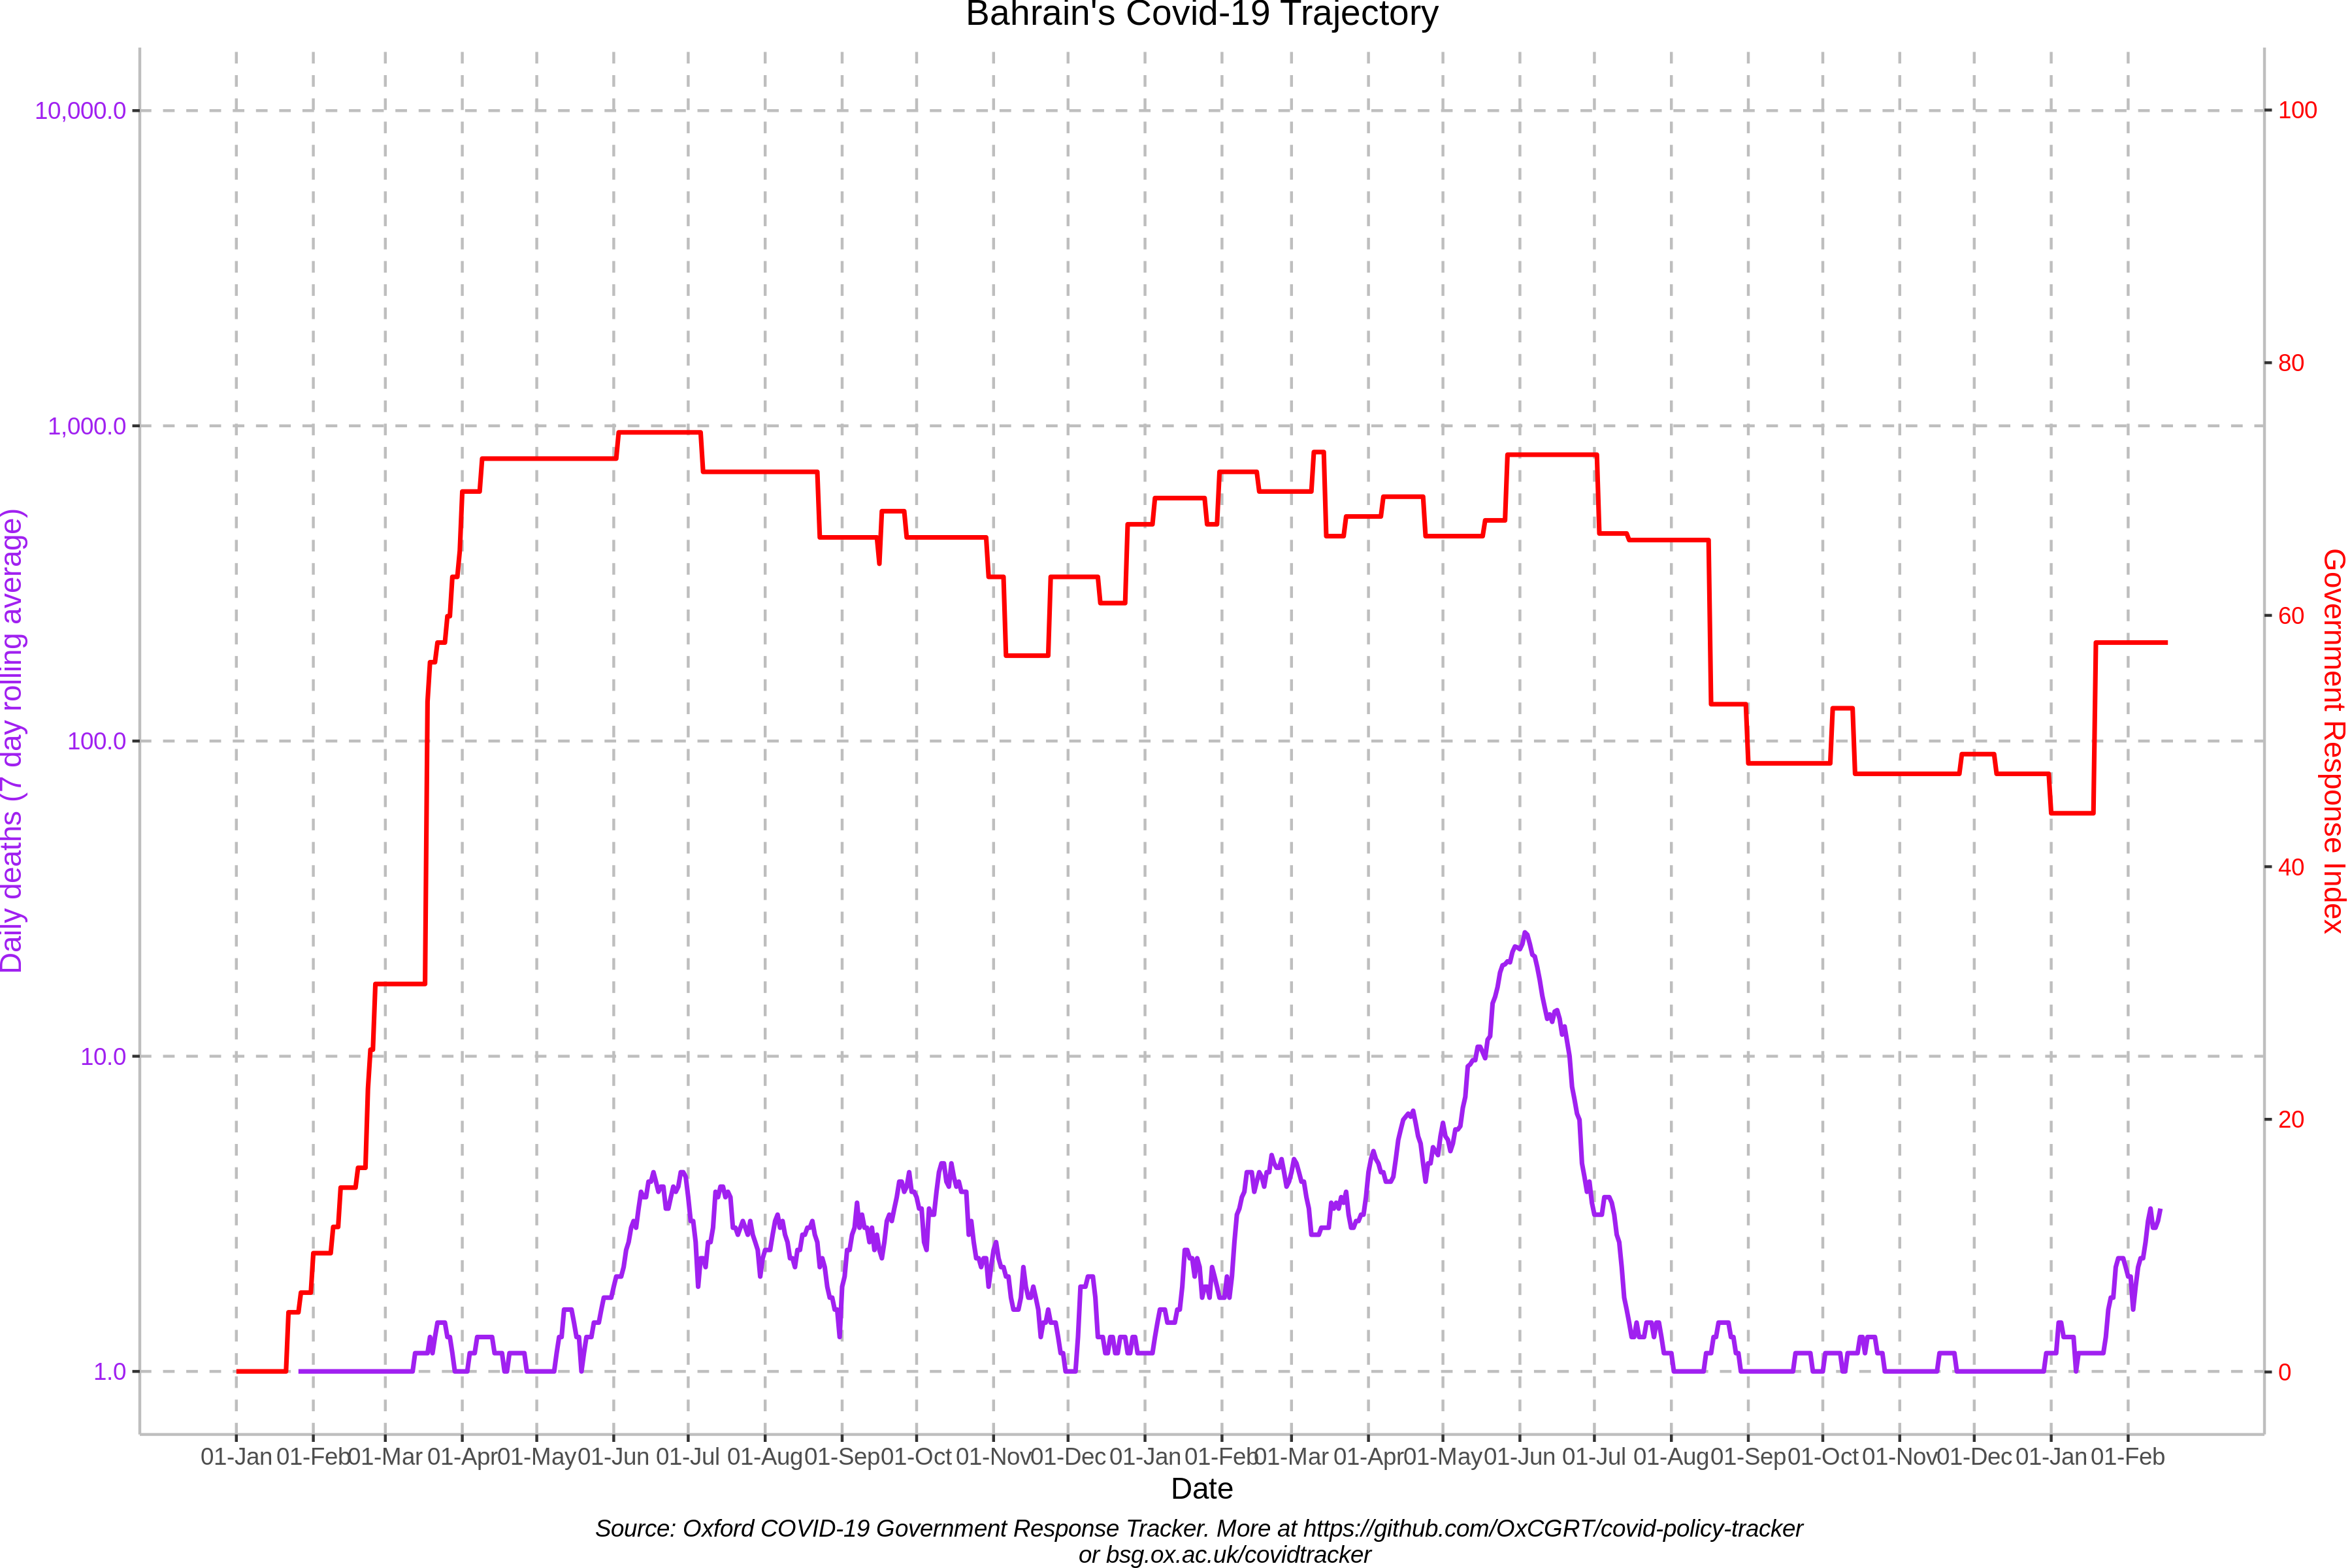 Bahrain's Covid-19 Trajectory
10,000.0
1,000.0
100.0
10.0
1.0
Daily deaths (7 day rolling average)
100
80
60
40
20
0
Government Response Index
01-Jan 01-Feb 01-Mar 01-Apr 01-May 01-Jun 01-Jul 01-Aug 01-Sep 01-Oct 01-Nov 01-Dec 01-Jan 01-Feb 01-Mar 01-Apr 01-May 01-Jun 01-Jul 01-Aug 01-Sep 01-Oct 01-Nov 01-Dec 01-Jan 01-Feb
Date
Source: Oxford COVID-19 Government Response Tracker. More at https://github.com/OxCGRT/covid-policy-tracker
or bsg.ox.ac.uk/covidtracker